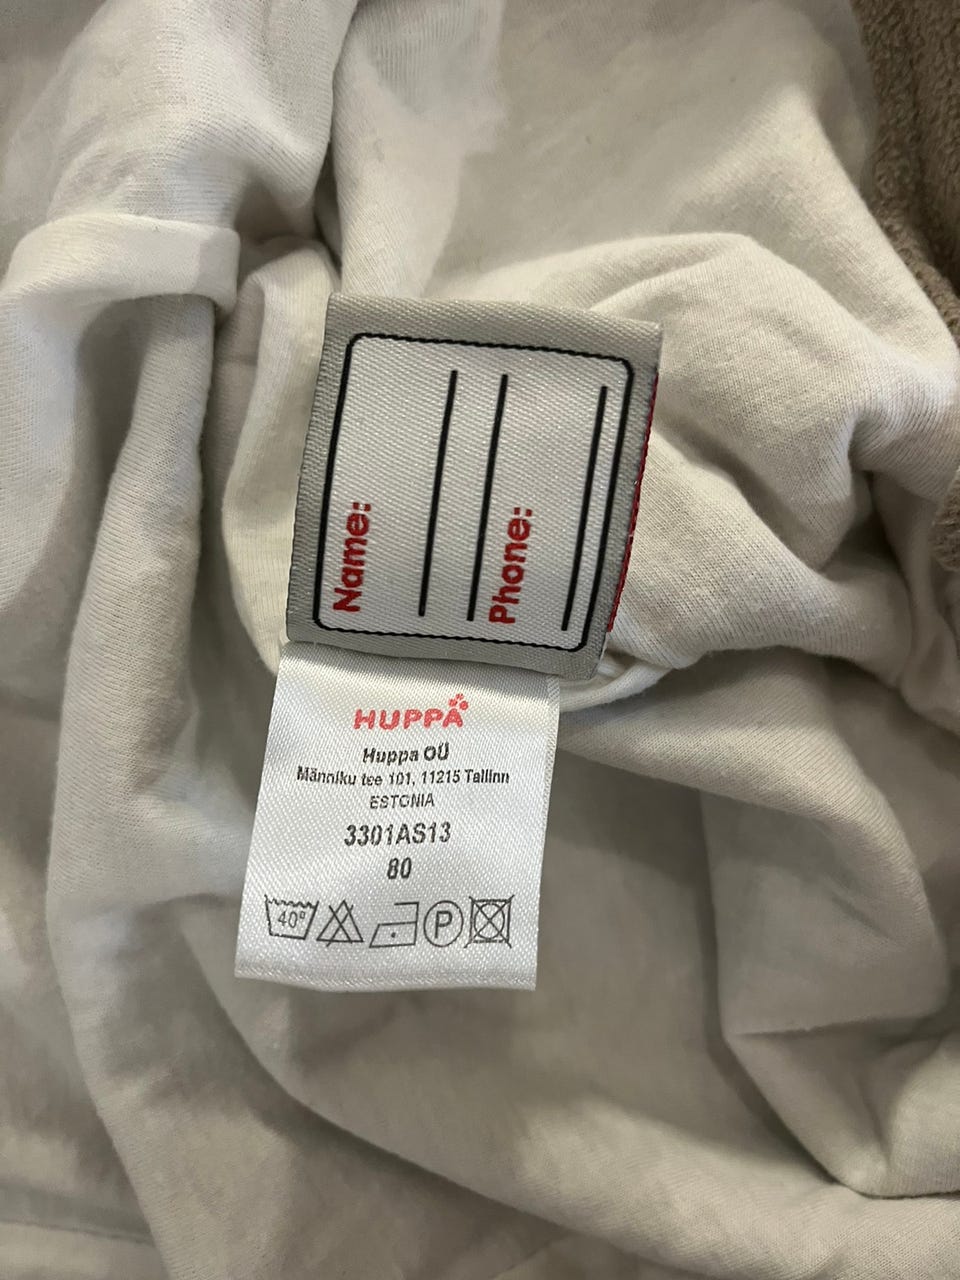 Name:
Phone:
HUPPA
Huppa OÜ
Männiku tee 101, 11215 Tallinn
ESTONIA
3301AS13
80
40°
P